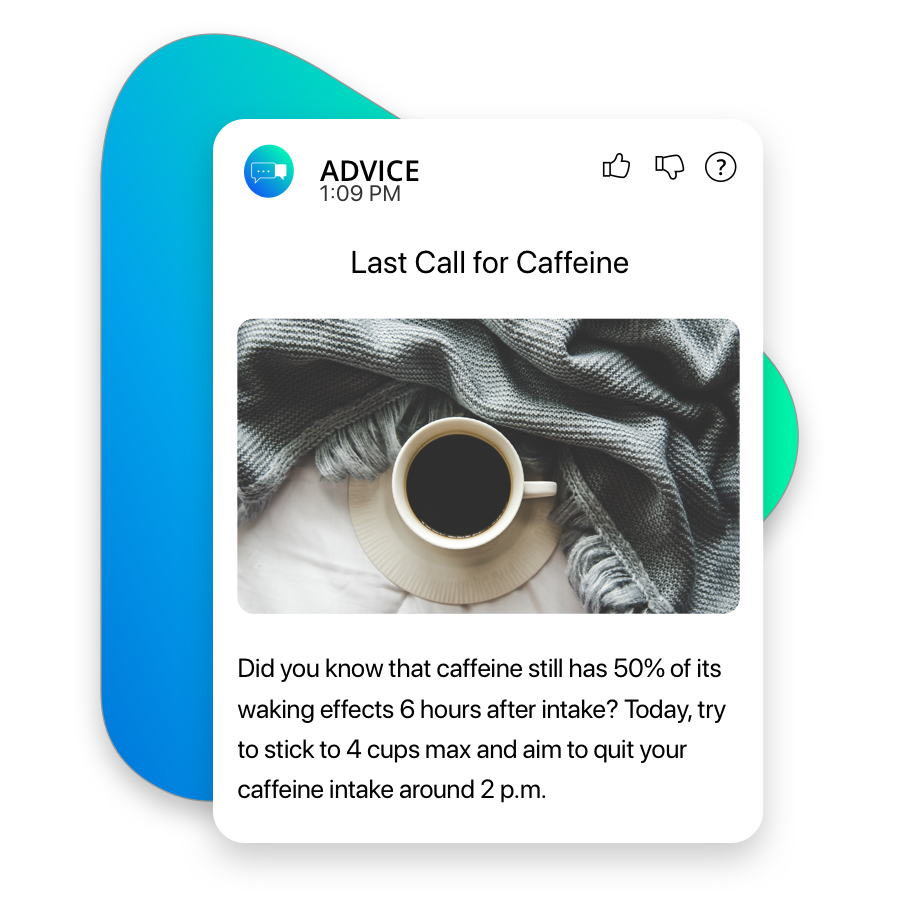 ADVICE
1:09 PM
?
Last Call for Caffeine
Did you know that caffeine still has 50% of its
waking effects 6 hours after intake? Today, try
to stick to 4 cups max and aim to quit your
caffeine intake around 2 p.m.